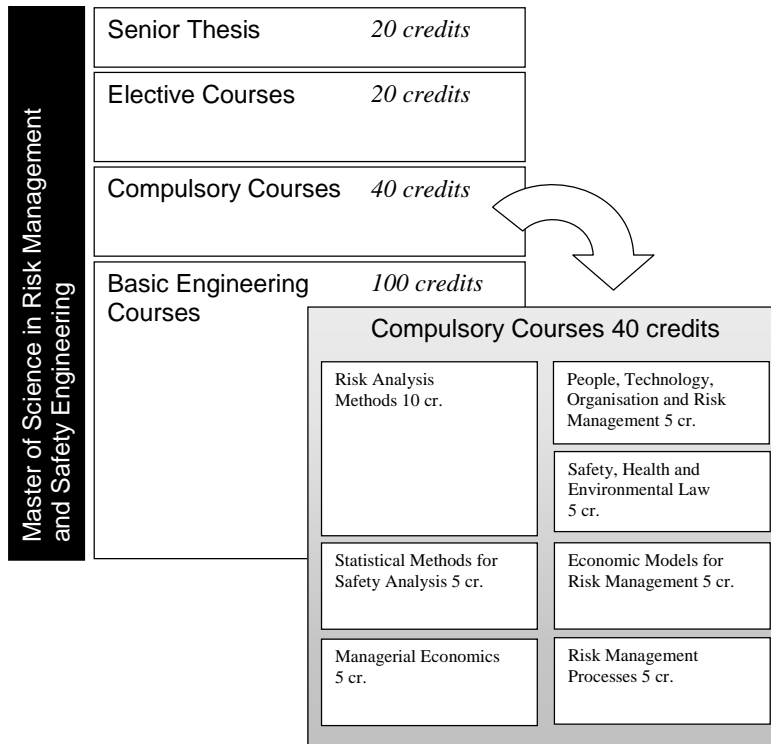 Master of Science in Risk Management
and Safety Engineering
Senior Thesis 20 credits
Elective Courses 20 credits
Compulsory Courses 40 credits
Basic Engineering 100 credits
Courses
Compulsory Courses 40 credits
Risk Analysis
Methods 10 cr.
People, Technology,
Organisation and Risk
Management 5 cr.
Safety, Health and
Environmental Law
5 cr.
Statistical Methods for
Safety Analysis 5 cr.
Economic Models for
Risk Management 5 cr.
Managerial Economics
5 cr.
Risk Management
Processes 5 cr.